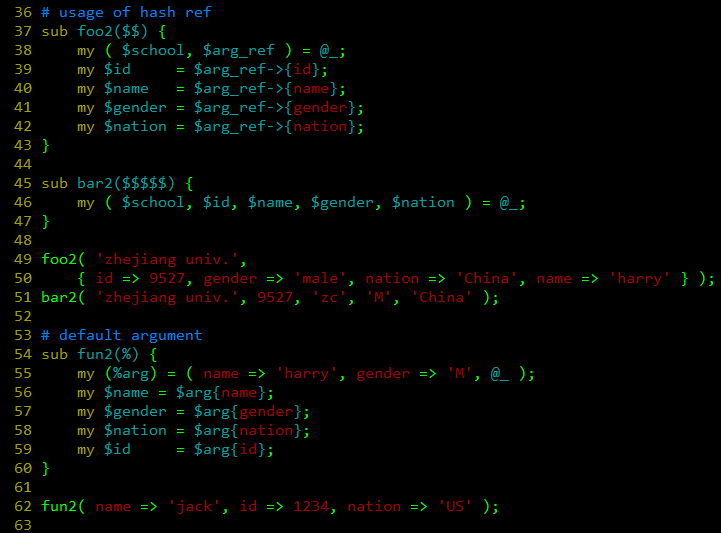 36 # usage of hash ref
37 sub foo2($$) {
38     my ( $school, $arg_ref ) = @_;
39     my $id     = $arg_ref->{id};
40     my $name   = $arg_ref->{name};
41     my $gender = $arg_ref->{gender};
42     my $nation = $arg_ref->{nation};
43 }
44
45 sub bar2($$$$$) {
46     my ( $school, $id, $name, $gender, $nation ) = @_;
47 }
48
49 foo2( 'zhejiang univ.',
50     { id => 9527, gender => 'male', nation => 'China', name => 'harry' } );
51 bar2( 'zhejiang univ.', 9527, 'zc', 'M', 'China' );
52
53 # default argument
54 sub fun2(%) {
55     my (%arg) = ( name => 'harry', gender => 'M', @_ );
56     my $name = $arg{name};
57     my $gender = $arg{gender};
58     my $nation = $arg{nation};
59     my $id     = $arg{id};
60 }
61
62 fun2( name => 'jack', id => 1234, nation => 'US' );
63